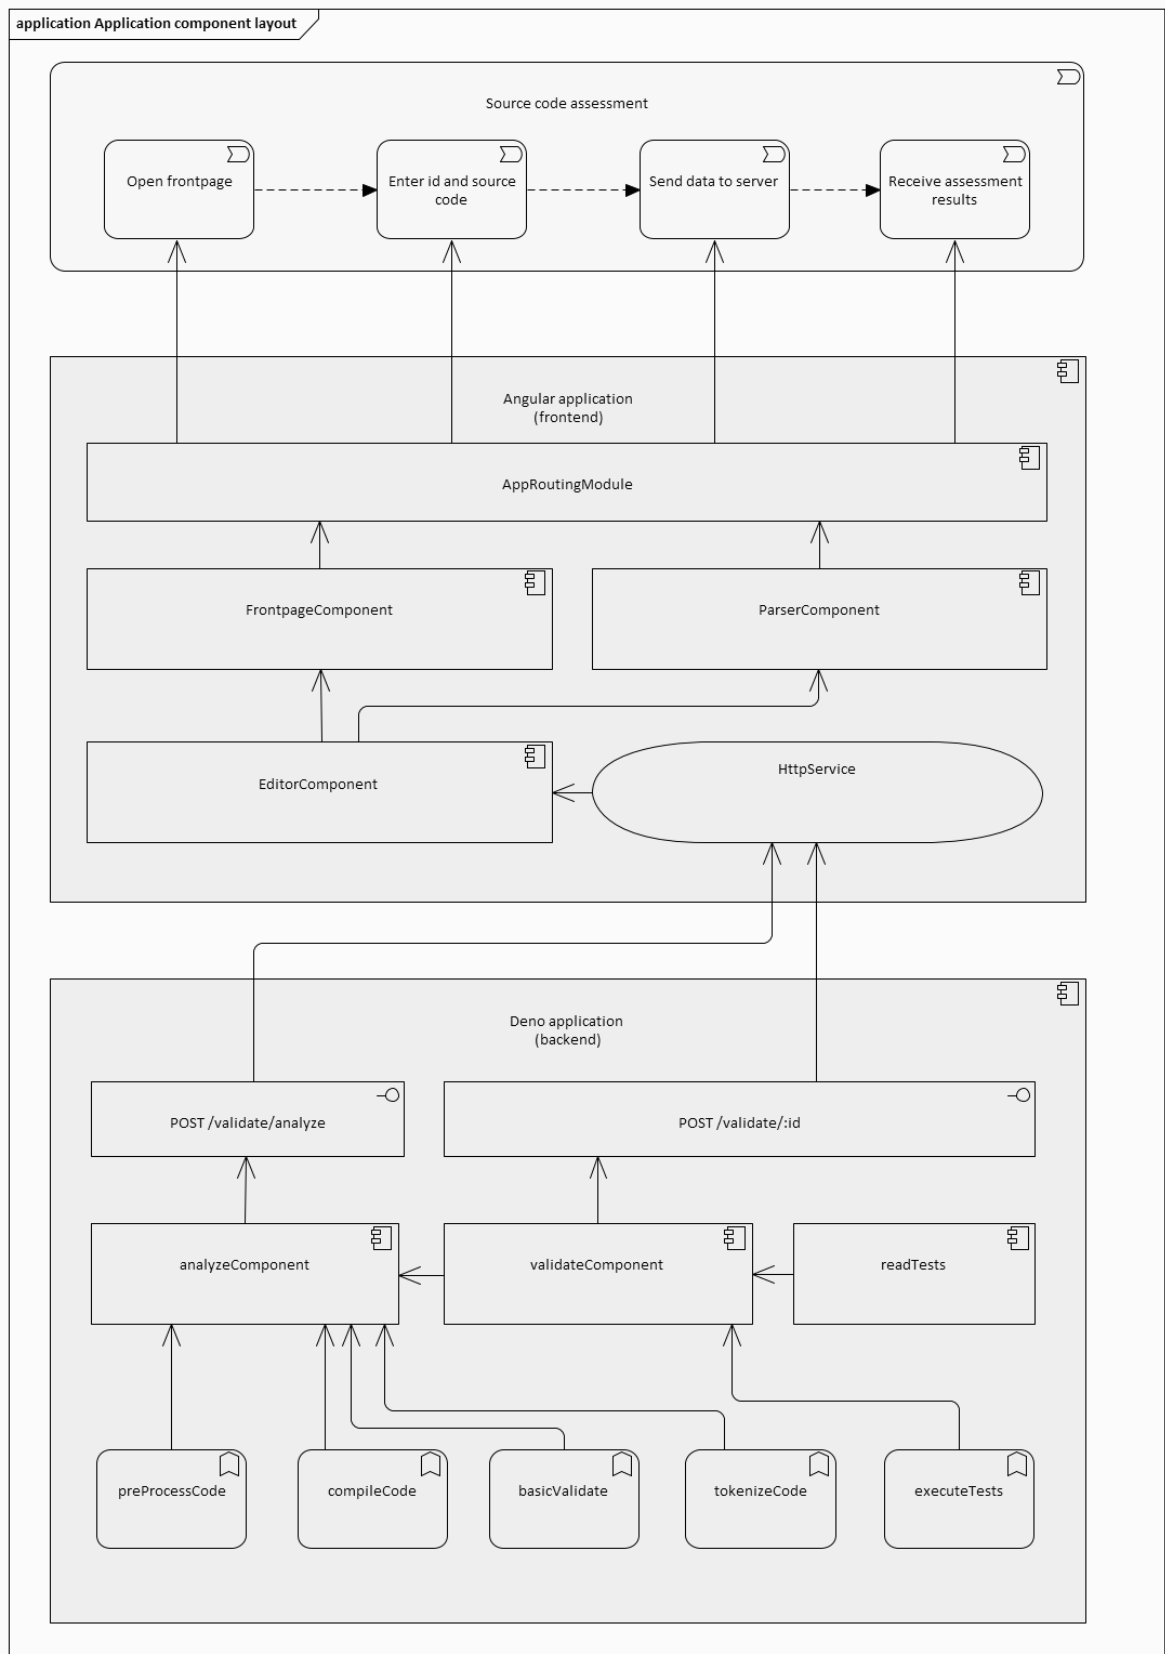 application Application component layout
Source code assessment
Open frontpage
Enter id and source
code
Send data to server
Receive assessment
results
Angular application
(frontend)
AppRoutingModule
FrontpageComponent
ParserComponent
EditorComponent
HttpService
Deno application
(backend)
POST /validate/analyze
POST /validate/:id
analyzeComponent
validateComponent
readTests
preProcessCode
compileCode
basicValidate
tokenizeCode
executeTests